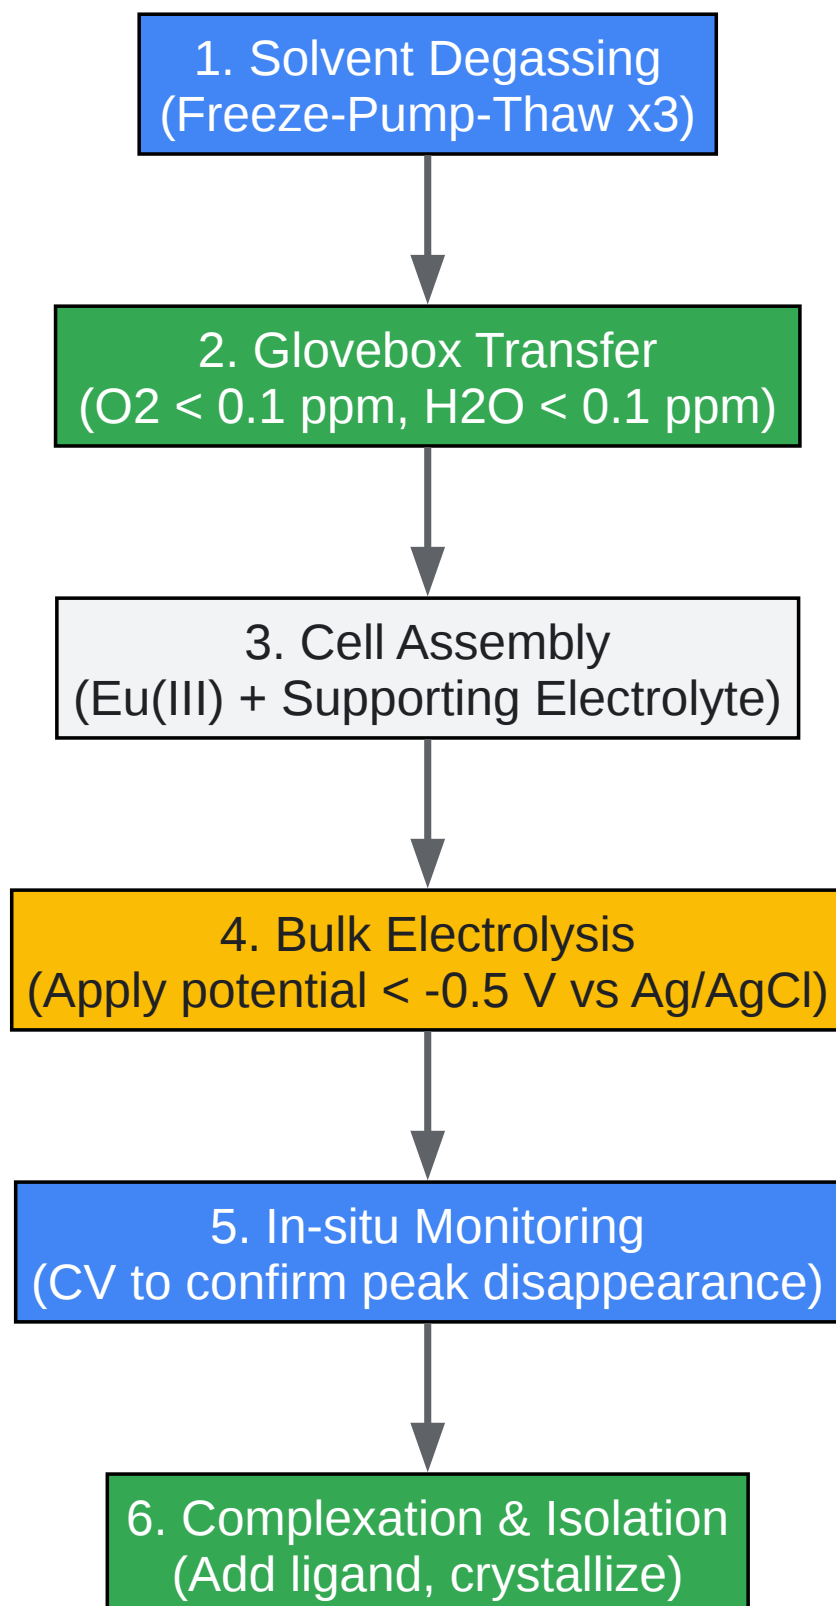 1. Solvent Degassing
(Freeze-Pump-Thaw x3)
2. Glovebox Transfer
(O2 < 0.1 ppm, H2O < 0.1 ppm)
3. Cell Assembly
(Eu(III) + Supporting Electrolyte)
4. Bulk Electrolysis
(Apply potential < -0.5 V vs Ag/AgCl)
5. In-situ Monitoring
(CV to confirm peak disappearance)
6. Complexation & Isolation
(Add ligand, crystallize)